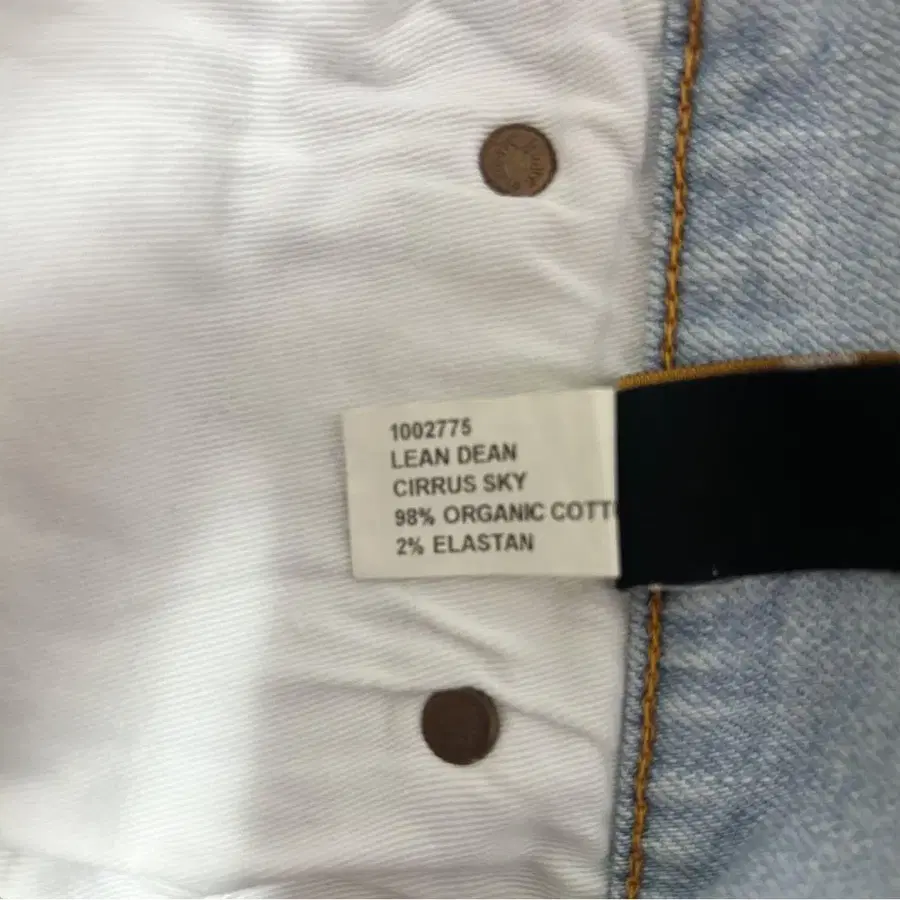 1002775
LEAN DEAN
CIRRUS SKY
98% ORGANIC COTT
2% ELASTAN